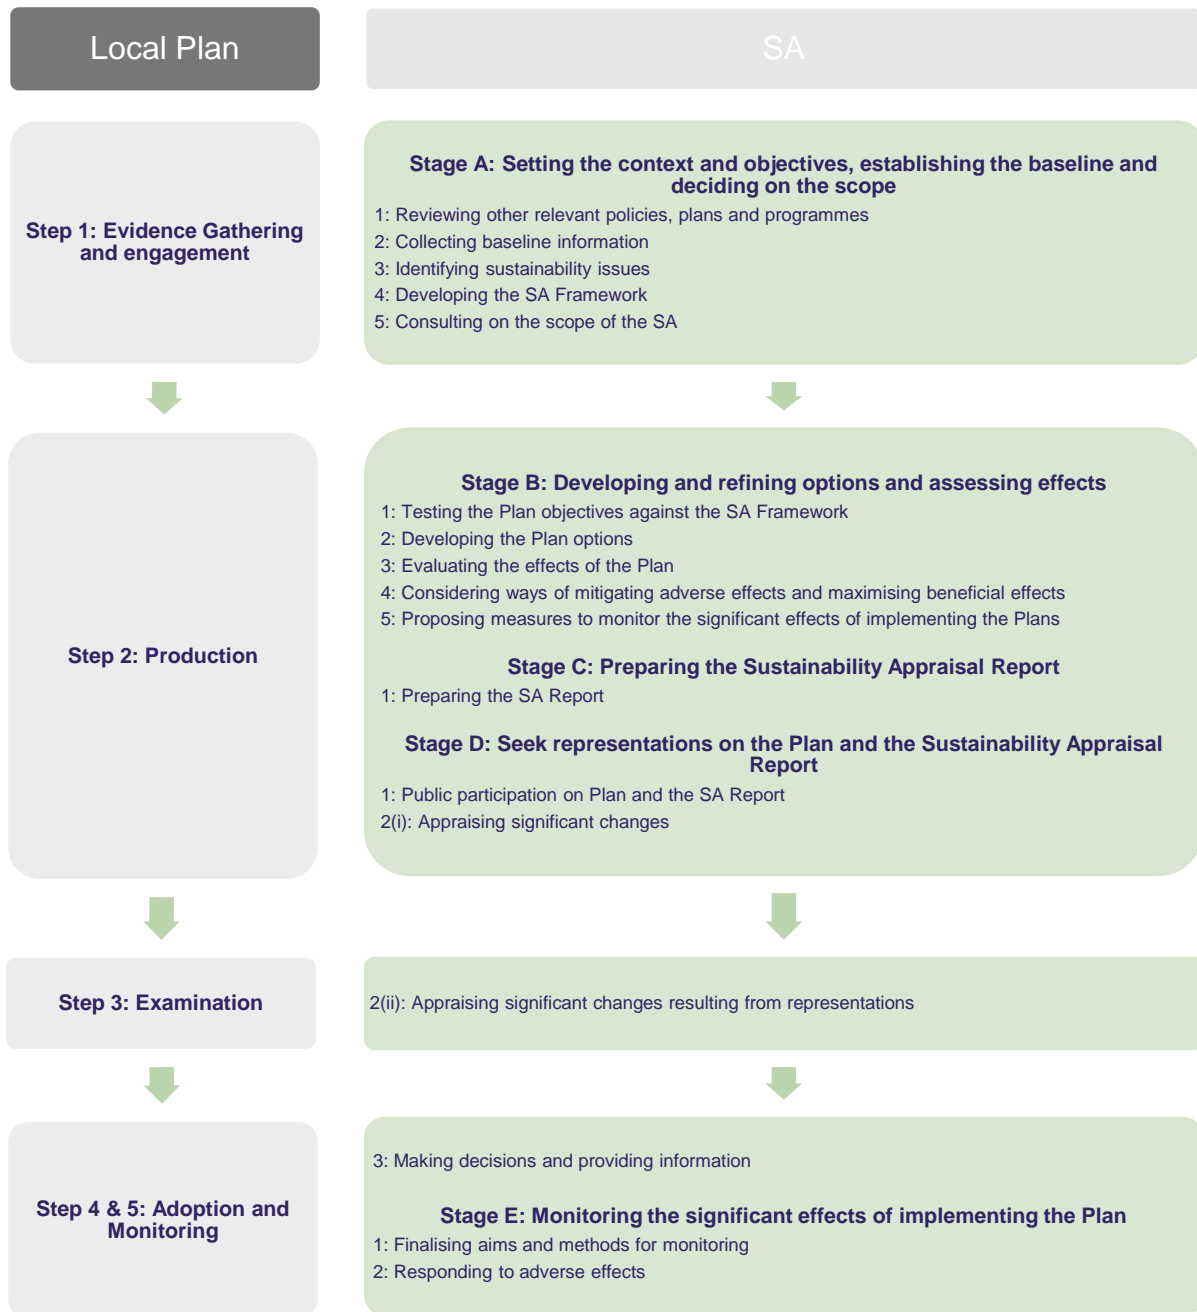 Local Plan
SA
Step 1: Evidence Gathering
and engagement
Stage A: Setting the context and objectives, establishing the baseline and
deciding on the scope
1: Reviewing other relevant policies, plans and programmes
2: Collecting baseline information
3: Identifying sustainability issues
4: Developing the SA Framework
5: Consulting on the scope of the SA
Step 2: Production
Stage B: Developing and refining options and assessing effects
1: Testing the Plan objectives against the SA Framework
2: Developing the Plan options
3: Evaluating the effects of the Plan
4: Considering ways of mitigating adverse effects and maximising beneficial effects
5: Proposing measures to monitor the significant effects of implementing the Plans
Stage C: Preparing the Sustainability Appraisal Report
1: Preparing the SA Report
Stage D: Seek representations on the Plan and the Sustainability Appraisal
Report
1: Public participation on Plan and the SA Report
2(i): Appraising significant changes
Step 3: Examination
2(ii): Appraising significant changes resulting from representations
Step 4 & 5: Adoption and
Monitoring
3: Making decisions and providing information
Stage E: Monitoring the significant effects of implementing the Plan
1: Finalising aims and methods for monitoring
2: Responding to adverse effects